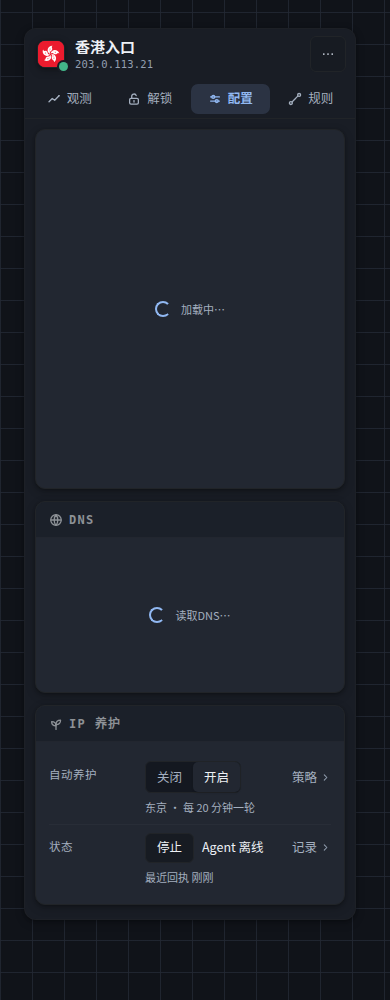 香港入口
203.0.113.21
···
观测 解锁 配置 规则
加载中···
DNS
读取DNS···
IP 养护
自动养护 关闭 开启 策略 ›
东京 · 每 20 分钟一轮
状态 停止 Agent 离线 记录 ›
最近回执 刚刚